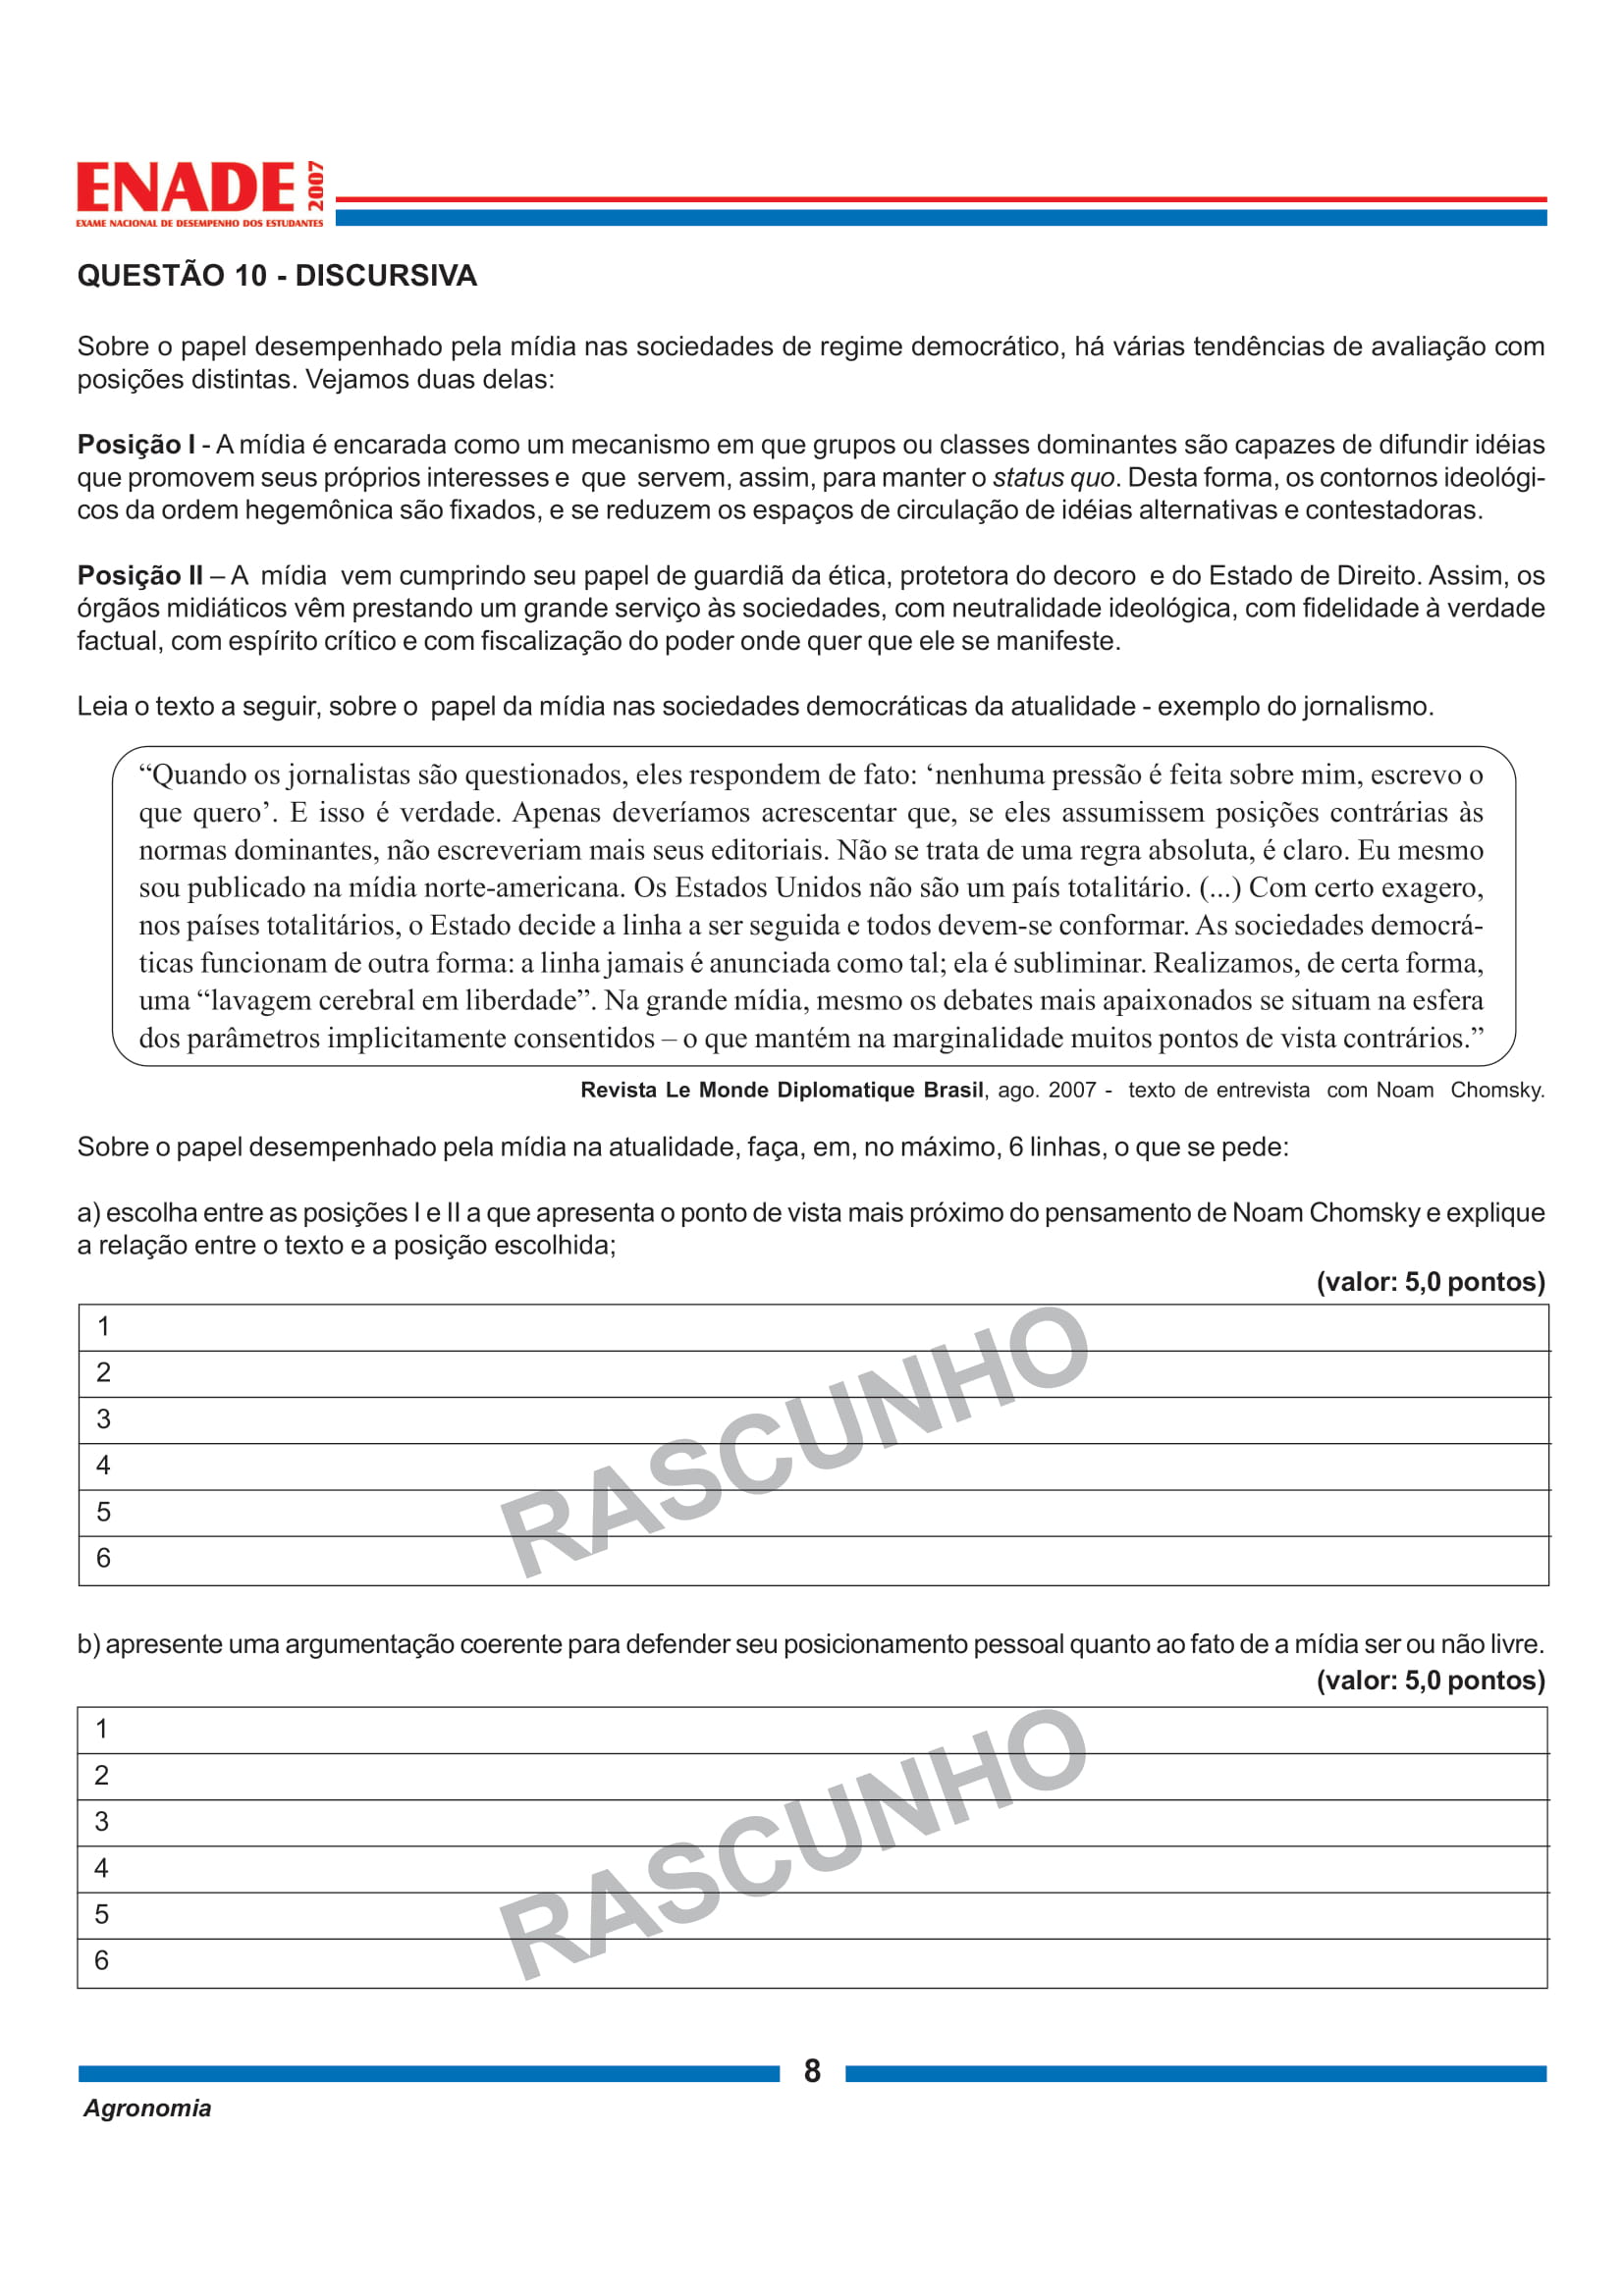 ENADE 2007
EXAME NACIONAL DE DESEMPENHO DOS ESTUDANTES
QUESTÃO 10 - DISCURSIVA
Sobre o papel desempenhado pela mídia nas sociedades de regime democrático, há várias tendências de avaliação com
posições distintas. Vejamos duas delas:
Posição I - A mídia é encarada como um mecanismo em que grupos ou classes dominantes são capazes de difundir idéias
que promovem seus próprios interesses e que servem, assim, para manter o status quo. Desta forma, os contornos ideológi-
cos da ordem hegemônica são fixados, e se reduzem os espaços de circulação de idéias alternativas e contestadoras.
Posição II – A mídia vem cumprindo seu papel de guardiã da ética, protetora do decoro e do Estado de Direito. Assim, os
órgãos midiáticos vêm prestando um grande serviço às sociedades, com neutralidade ideológica, com fidelidade à verdade
factual, com espírito crítico e com fiscalização do poder onde quer que ele se manifeste.
Leia o texto a seguir, sobre o papel da mídia nas sociedades democráticas da atualidade - exemplo do jornalismo.
“Quando os jornalistas são questionados, eles respondem de fato: ‘nenhuma pressão é feita sobre mim, escrevo o
que quero’. E isso é verdade. Apenas deveríamos acrescentar que, se eles assumissem posições contrárias às
normas dominantes, não escreveriam mais seus editoriais. Não se trata de uma regra absoluta, é claro. Eu mesmo
sou publicado na mídia norte-americana. Os Estados Unidos não são um país totalitário. (...) Com certo exagero,
nos países totalitários, o Estado decide a linha a ser seguida e todos devem-se conformar. As sociedades democrá-
ticas funcionam de outra forma: a linha jamais é anunciada como tal; ela é subliminar. Realizamos, de certa forma,
uma “lavagem cerebral em liberdade”. Na grande mídia, mesmo os debates mais apaixonados se situam na esfera
dos parâmetros implicitamente consentidos – o que mantém na marginalidade muitos pontos de vista contrários.”
Revista Le Monde Diplomatique Brasil, ago. 2007 - texto de entrevista com Noam Chomsky.
Sobre o papel desempenhado pela mídia na atualidade, faça, em, no máximo, 6 linhas, o que se pede:
a) escolha entre as posições I e II a que apresenta o ponto de vista mais próximo do pensamento de Noam Chomsky e explique
a relação entre o texto e a posição escolhida;
(valor: 5,0 pontos)
1
2
3
4
5
6
RASCUNHO
b) apresente uma argumentação coerente para defender seu posicionamento pessoal quanto ao fato de a mídia ser ou não livre.
(valor: 5,0 pontos)
1
2
3
4
5
6
RASCUNHO
8
Agronomia